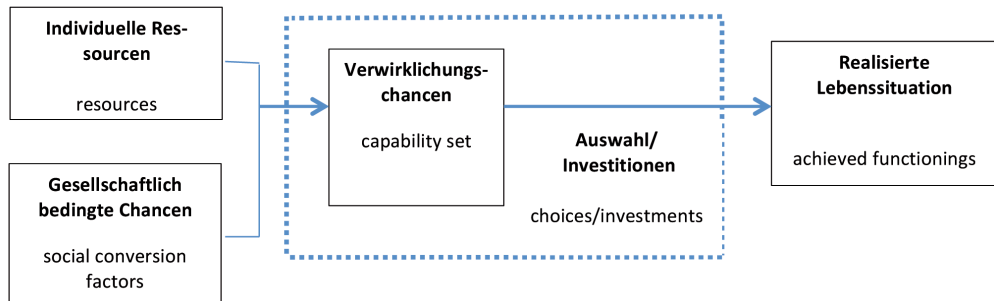 Individuelle Res-
sourcen
resources
Gesellschaftlich
bedingte Chancen
social conversion
factors
Verwirklichungs-
chancen
capability set
Auswahl/
Investitionen
choices/investments
Realisierte
Lebenssituation
achieved functionings